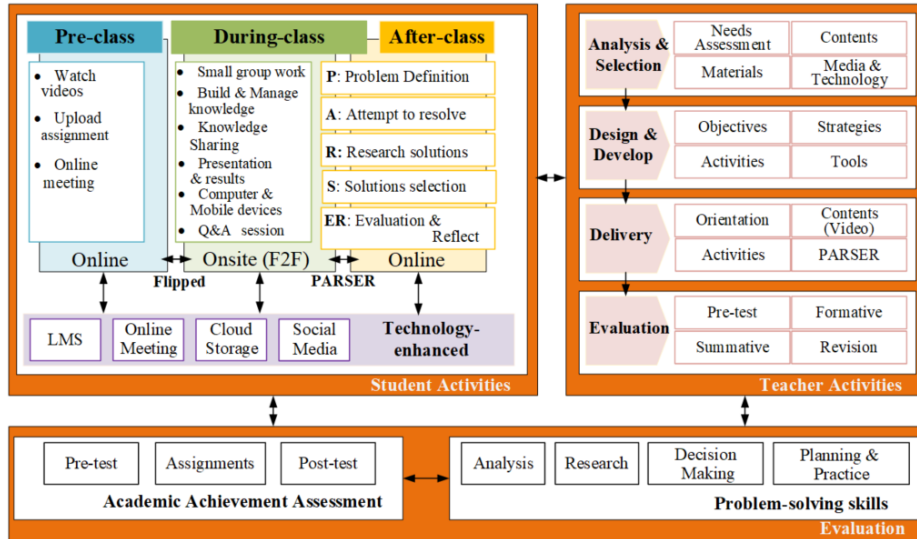 Pre-class
During-class
After-class
● Watch
videos
● Upload
assignment
● Online
meeting
● Small group work
● Build & Manage
knowledge
● Knowledge
Sharing
● Presentation
& results
● Computer &
Mobile devices
● Q&A session
P: Problem Definition
A: Attempt to resolve
R: Research solutions
S: Solutions selection
ER: Evaluation &
Reflect
Online
Onsite (F2F)
Online
Flipped
PARSER
LMS
Online
Meeting
Cloud
Storage
Social
Media
Technology-
enhanced
Student Activities
Analysis &
Selection
Needs
Assessment
Contents
Materials
Media &
Technology
Design &
Develop
Objectives
Strategies
Activities
Tools
Delivery
Orientation
Contents
(Video)
Activities
PARSER
Evaluation
Pre-test
Formative
Summative
Revision
Teacher Activities
Pre-test
Assignments
Post-test
Academic Achievement Assessment
Analysis
Research
Decision
Making
Planning &
Practice
Problem-solving skills
Evaluation